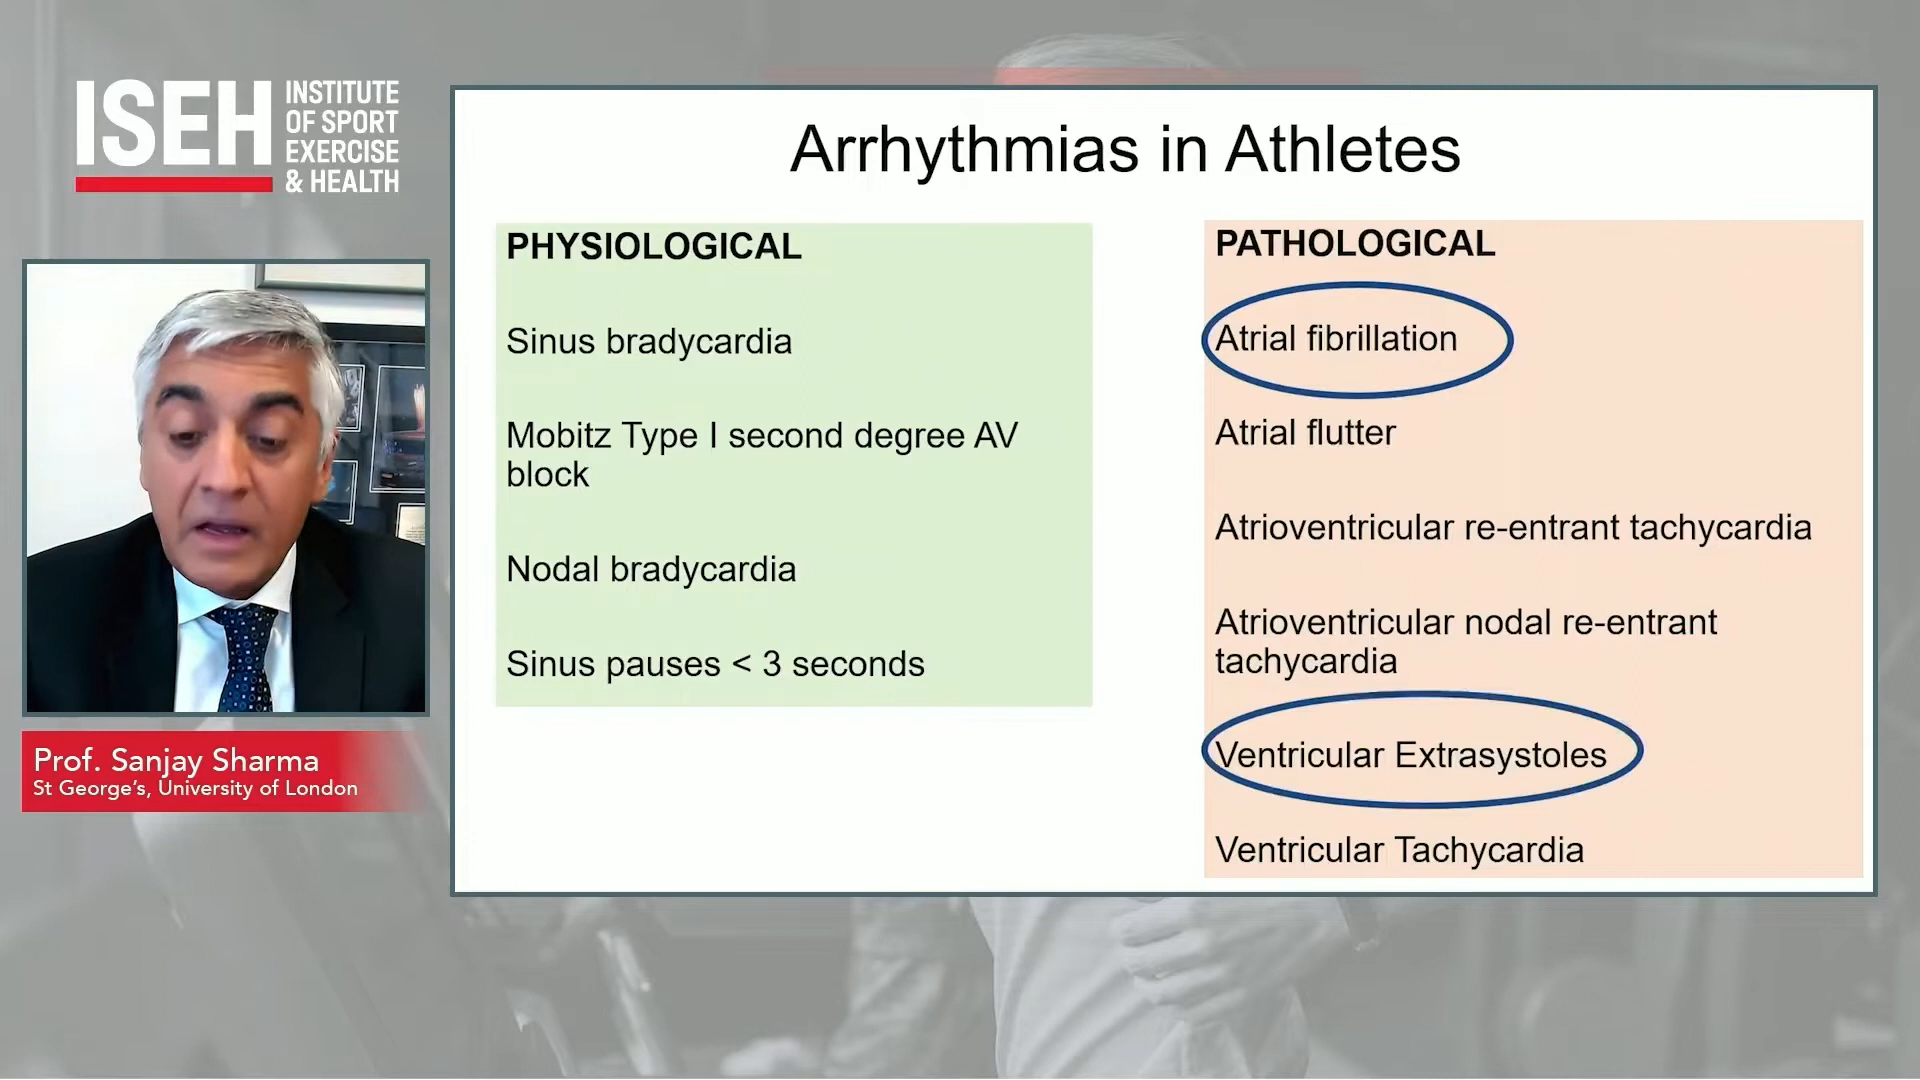 ISEH
INSTITUTE
OF SPORT
EXERCISE
& HEALTH
Prof. Sanjay Sharma
St George's, University of London
Arrhythmias in Athletes
PHYSIOLOGICAL
Sinus bradycardia
Mobitz Type I second degree AV
block
Nodal bradycardia
Sinus pauses < 3 seconds
PATHOLOGICAL
Atrial fibrillation
Atrial flutter
Atrioventricular re-entrant tachycardia
Atrioventricular nodal re-entrant
tachycardia
Ventricular Extrasystoles
Ventricular Tachycardia